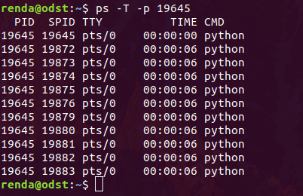 renda@odst:~$ ps -T -p 19645
  PID  SPID TTY          TIME CMD
19645 19645 pts/0    00:00:00 python
19645 19872 pts/0    00:00:06 python
19645 19873 pts/0    00:00:06 python
19645 19874 pts/0    00:00:06 python
19645 19875 pts/0    00:00:06 python
19645 19876 pts/0    00:00:06 python
19645 19879 pts/0    00:00:06 python
19645 19880 pts/0    00:00:06 python
19645 19881 pts/0    00:00:06 python
19645 19882 pts/0    00:00:06 python
19645 19883 pts/0    00:00:06 python
renda@odst:~$